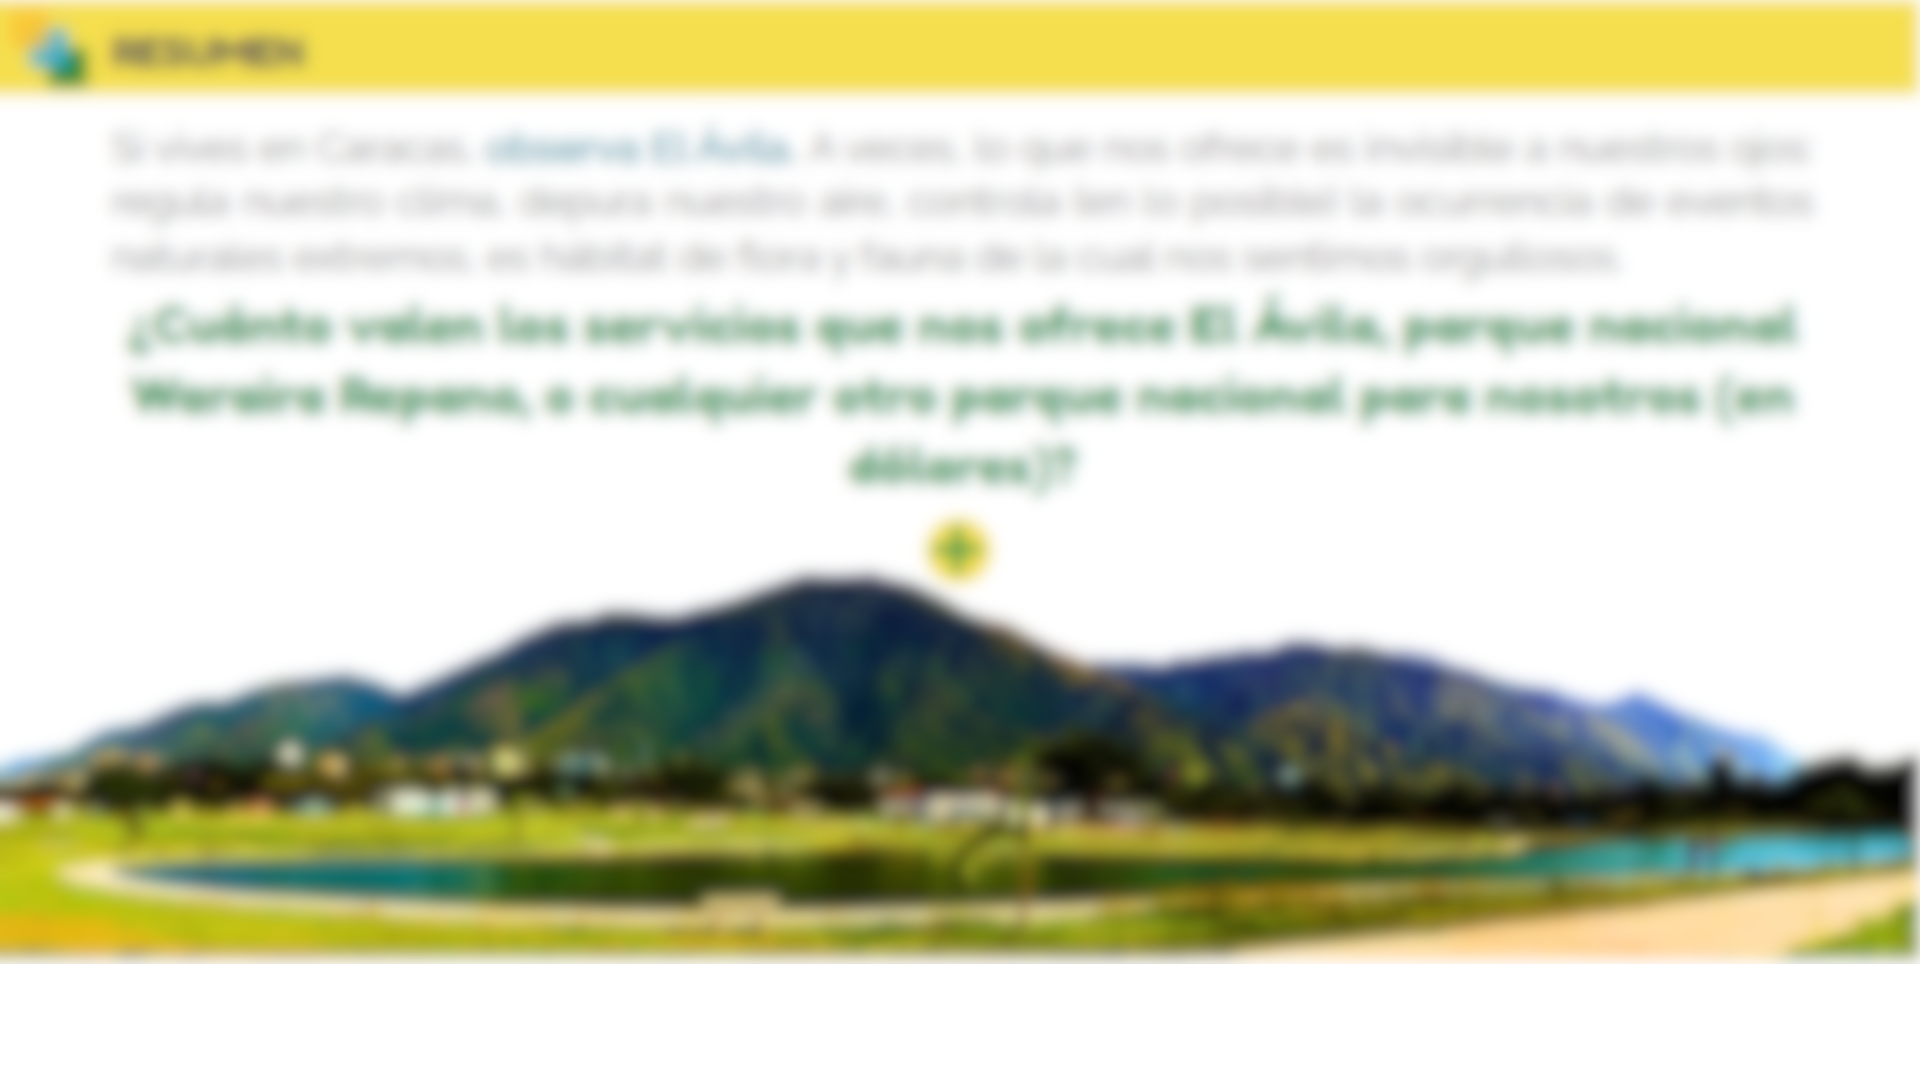 RESUMEN
Si vives en Caracas, observa El Ávila. A veces, lo que nos ofrece es invisible a nuestros ojos:
regula nuestro clima, depura nuestro aire, controla (en lo posible) la ocurrencia de eventos
naturales extremos, es hábitat de flora y fauna de la cual nos sentimos orgullosos.
¿Cuánto valen los servicios que nos ofrece El Ávila, parque nacional
Waraira Repano, o cualquier otro parque nacional para nosotros (en
dólares)?